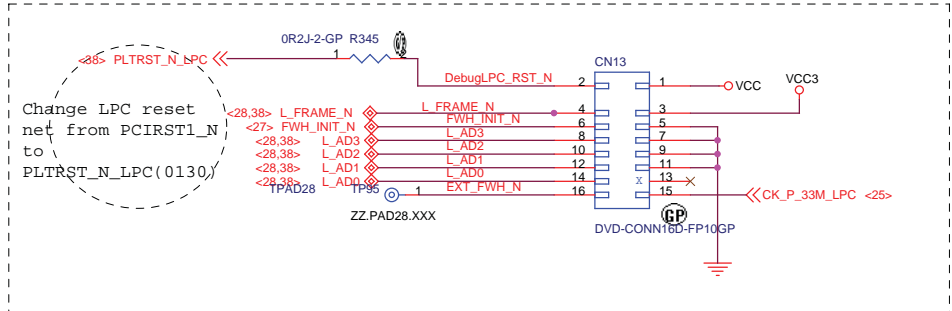 0R2J-2-GP R345
<38> PLTRST_N_LPC
1
2
CN13
DebugLPC_RST_N
2
1
VCC
VCC3
Change LPC reset
net from PCIRST1_N
to
PLTRST_N_LPC(0130)
<28,38> L_FRAME_N
L_FRAME_N
4
3
<27> FWH_INIT_N
FWH_INIT_N
6
5
<28,38> L_AD3
L_AD3
8
7
<28,38> L_AD2
L_AD2
10
9
<28,38> L_AD1
L_AD1
12
11
<28,38> L_AD0
L_AD0
14
X
13
TPAD28
TP95
1
EXT_FWH_N
16
15
CK_P_33M_LPC <25>
ZZ.PAD28.XXX
GP
DVD-CONN16D-FP10GP